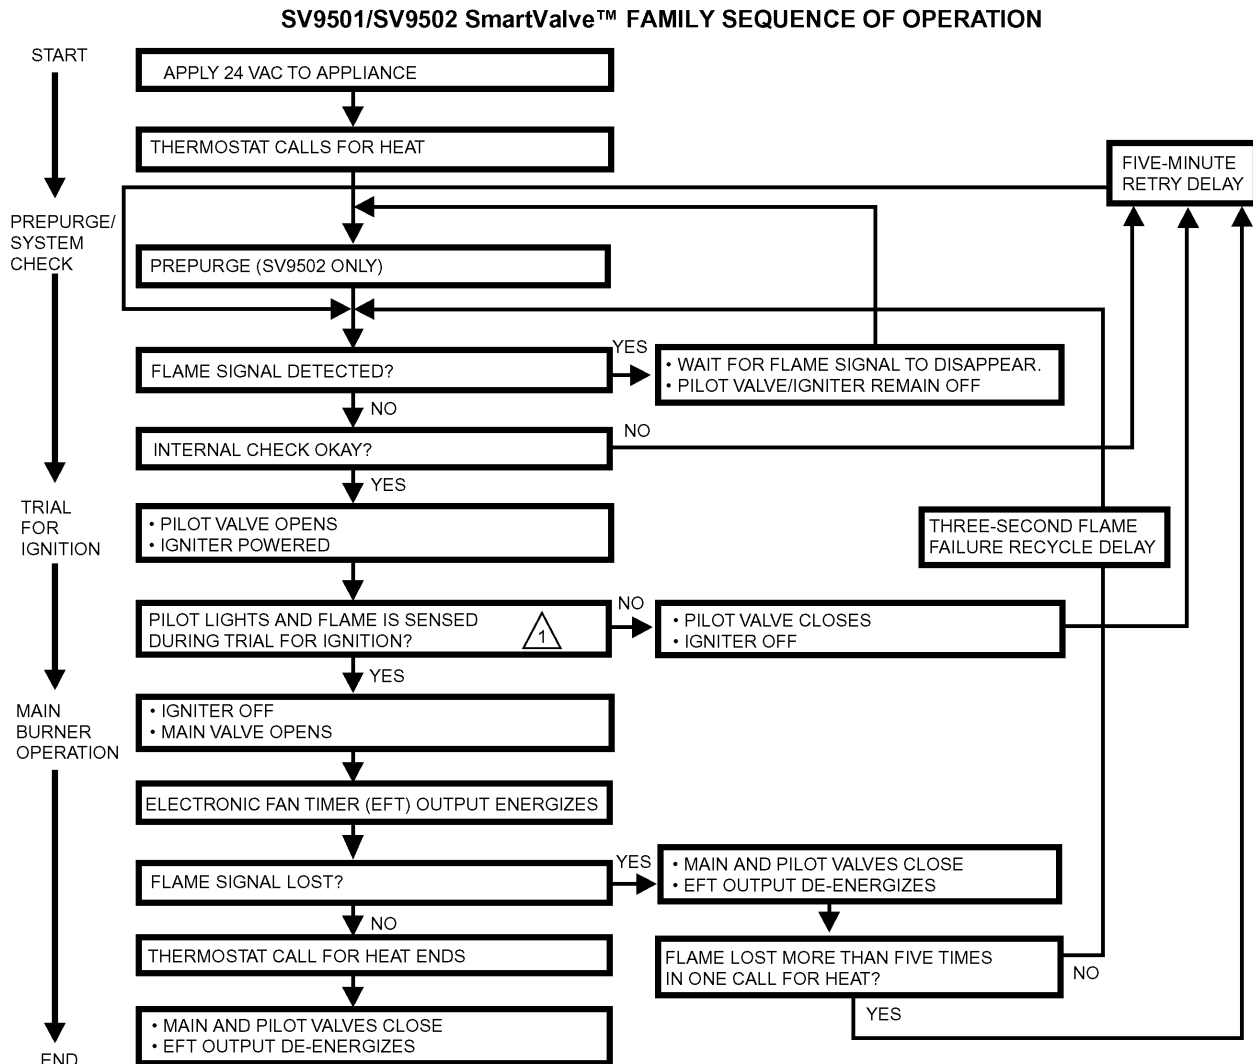 SV9501/SV9502 SmartValve™ FAMILY SEQUENCE OF OPERATION
START
APPLY 24 VAC TO APPLIANCE
THERMOSTAT CALLS FOR HEAT
FIVE-MINUTE
RETRY DELAY
PREPURGE/
SYSTEM
CHECK
PREPURGE (SV9502 ONLY)
FLAME SIGNAL DETECTED?
YES
• WAIT FOR FLAME SIGNAL TO DISAPPEAR.
• PILOT VALVE/IGNITER REMAIN OFF
NO
INTERNAL CHECK OKAY?
NO
YES
TRIAL
FOR
IGNITION
• PILOT VALVE OPENS
• IGNITER POWERED
THREE-SECOND FLAME
FAILURE RECYCLE DELAY
PILOT LIGHTS AND FLAME IS SENSED
DURING TRIAL FOR IGNITION?
1
NO
• PILOT VALVE CLOSES
• IGNITER OFF
YES
MAIN
BURNER
OPERATION
• IGNITER OFF
• MAIN VALVE OPENS
ELECTRONIC FAN TIMER (EFT) OUTPUT ENERGIZES
FLAME SIGNAL LOST?
YES
• MAIN AND PILOT VALVES CLOSE
• EFT OUTPUT DE-ENERGIZES
NO
THERMOSTAT CALL FOR HEAT ENDS
FLAME LOST MORE THAN FIVE TIMES
IN ONE CALL FOR HEAT?
NO
YES
• MAIN AND PILOT VALVES CLOSE
• EFT OUTPUT DE-ENERGIZES
END